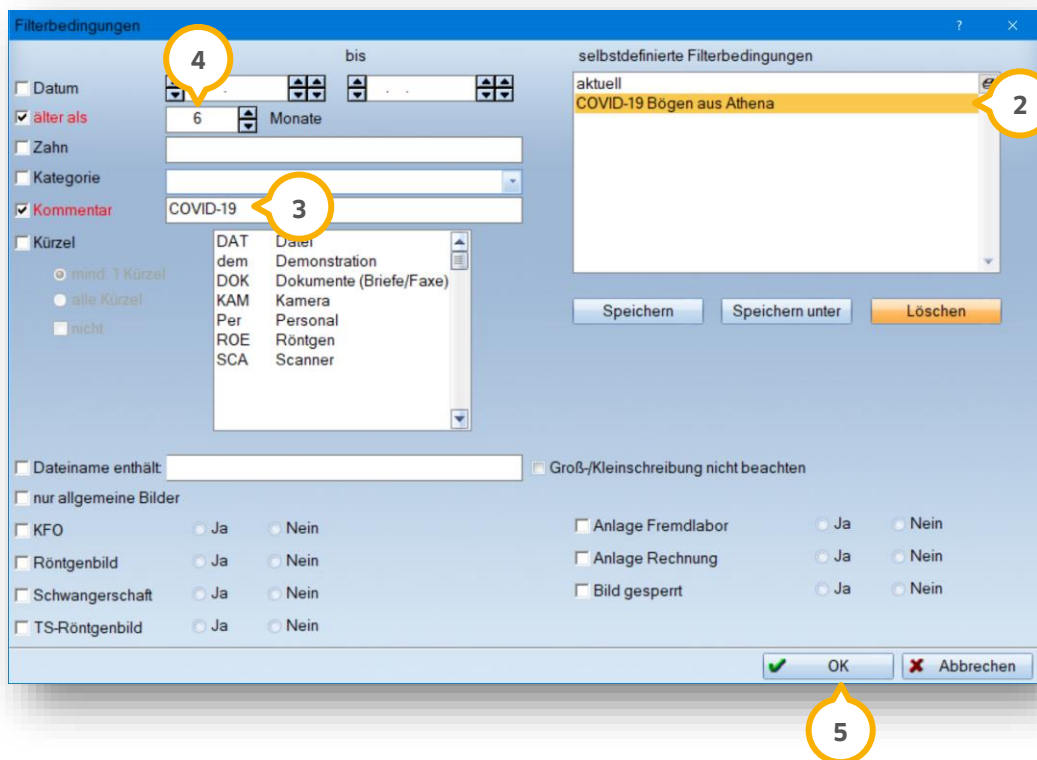 Filterbedingungen ? ×
4
bis
selbstdefinierte Filterbedingungen
Datum . . .
aktuell
COVID-19 Bögen aus Athena
2
älter als 6 Monate
Zahn
Kategorie
Kommentar COVID-19
3
Kürzel
mind. 1 Kürzel
alle Kürzel
nicht
DAT Datei
dem Demonstration
DOK Dokumente (Briefe/Faxe)
KAM Kamera
Per Personal
ROE Röntgen
SCA Scanner
Speichern Speichern unter Löschen
Dateiname enthält:
Groß-/Kleinschreibung nicht beachten
nur allgemeine Bilder
KFO Ja Nein
Röntgenbild Ja Nein
Schwangerschaft Ja Nein
TS-Röntgenbild Ja Nein
Anlage Fremdlabor Ja Nein
Anlage Rechnung Ja Nein
Bild gesperrt Ja Nein
OK Abbrechen
5